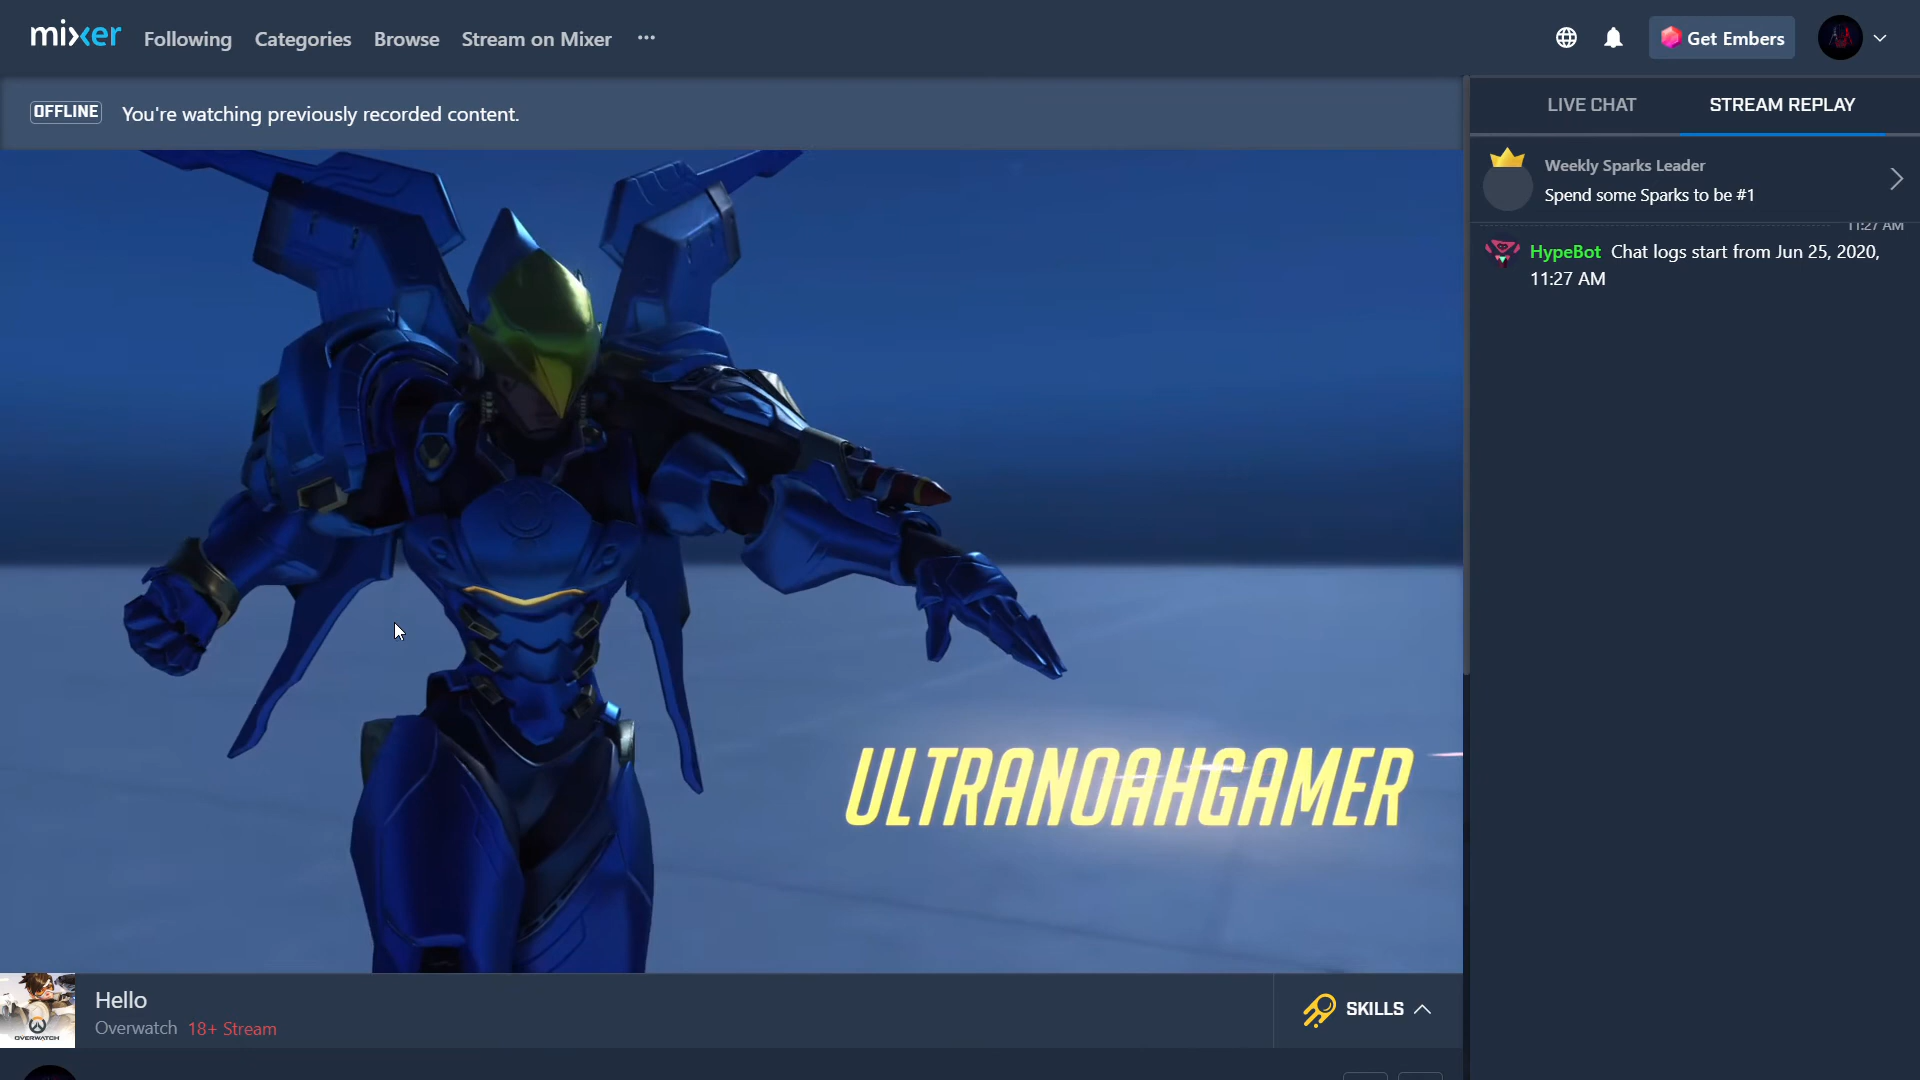 mixer
Following
Categories
Browse
Stream on Mixer
Get Embers
OFFLINE
You're watching previously recorded content.
LIVE CHAT
STREAM REPLAY
Weekly Sparks Leader
Spend some Sparks to be #1
11:27 AM
HypeBot Chat logs start from Jun 25, 2020,
11:27 AM
ULTRANOAHGAMER
OVERWATCH
Hello
Overwatch 18+ Stream
SKILLS